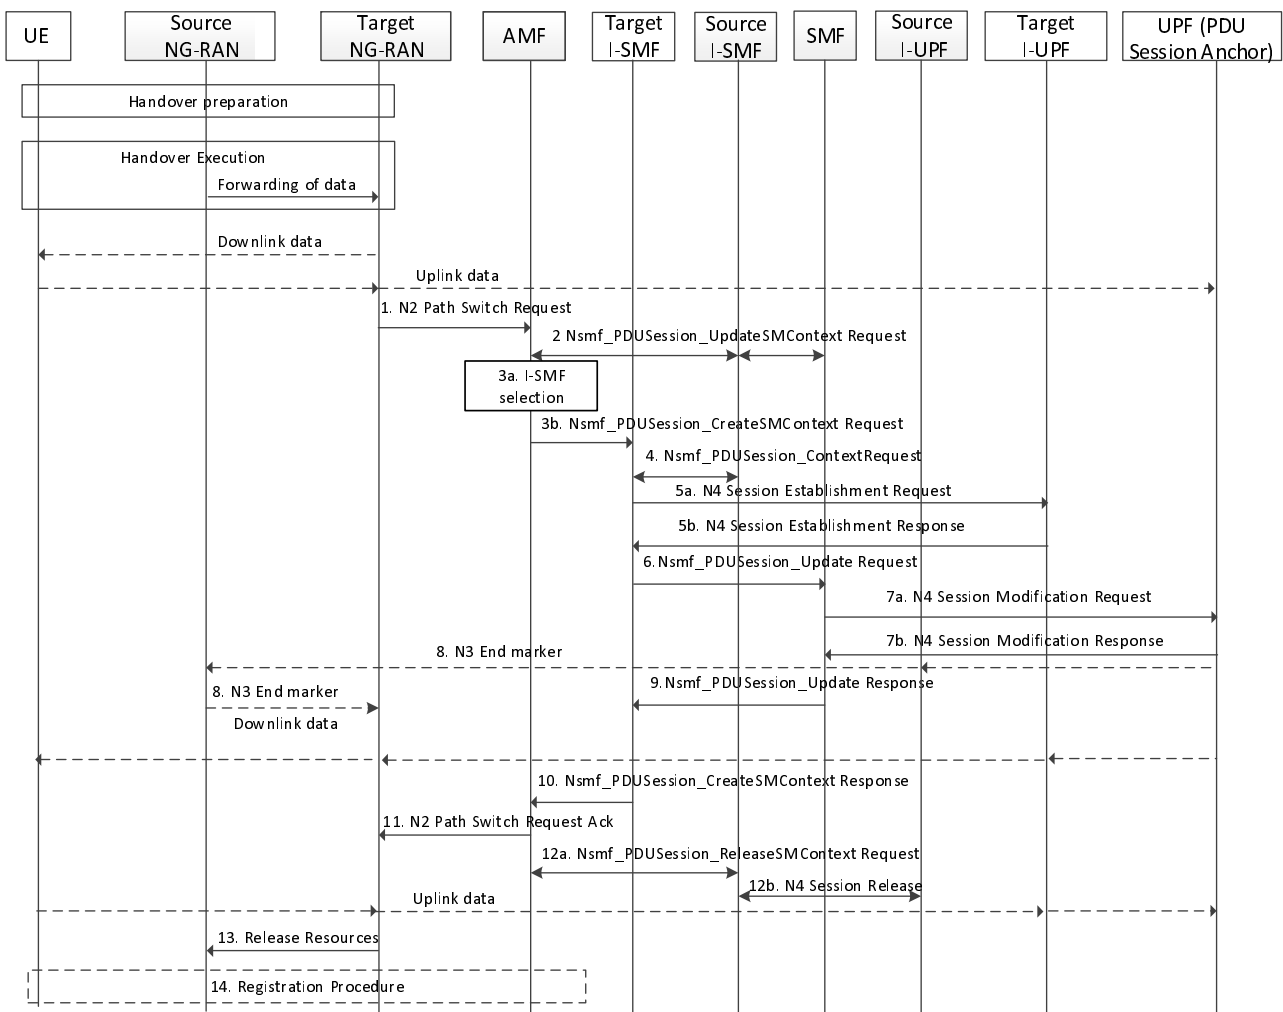 UE
Source
NG-RAN
Target
NG-RAN
AMF
Target
I-SMF
Source
I-SMF
SMF
Source
I-UPF
Target
I-UPF
UPF (PDU
Session Anchor)
Handover preparation
Handover Execution
Forwarding of data
Downlink data
Uplink data
1. N2 Path Switch Request
2 Nsmf_PDUSession_UpdateSMContext Request
3a. I-SMF
selection
3b. Nsmf_PDUSession_CreateSMContext Request
4. Nsmf_PDUSession_ContextRequest
5a. N4 Session Establishment Request
5b. N4 Session Establishment Response
6. Nsmf_PDUSession_Update Request
7a. N4 Session Modification Request
7b. N4 Session Modification Response
8. N3 End marker
9. Nsmf_PDUSession_Update Response
8. N3 End marker
Downlink data
10. Nsmf_PDUSession_CreateSMContext Response
11. N2 Path Switch Request Ack
12a. Nsmf_PDUSession_ReleaseSMContext Request
12b. N4 Session Release
Uplink data
13. Release Resources
14. Registration Procedure